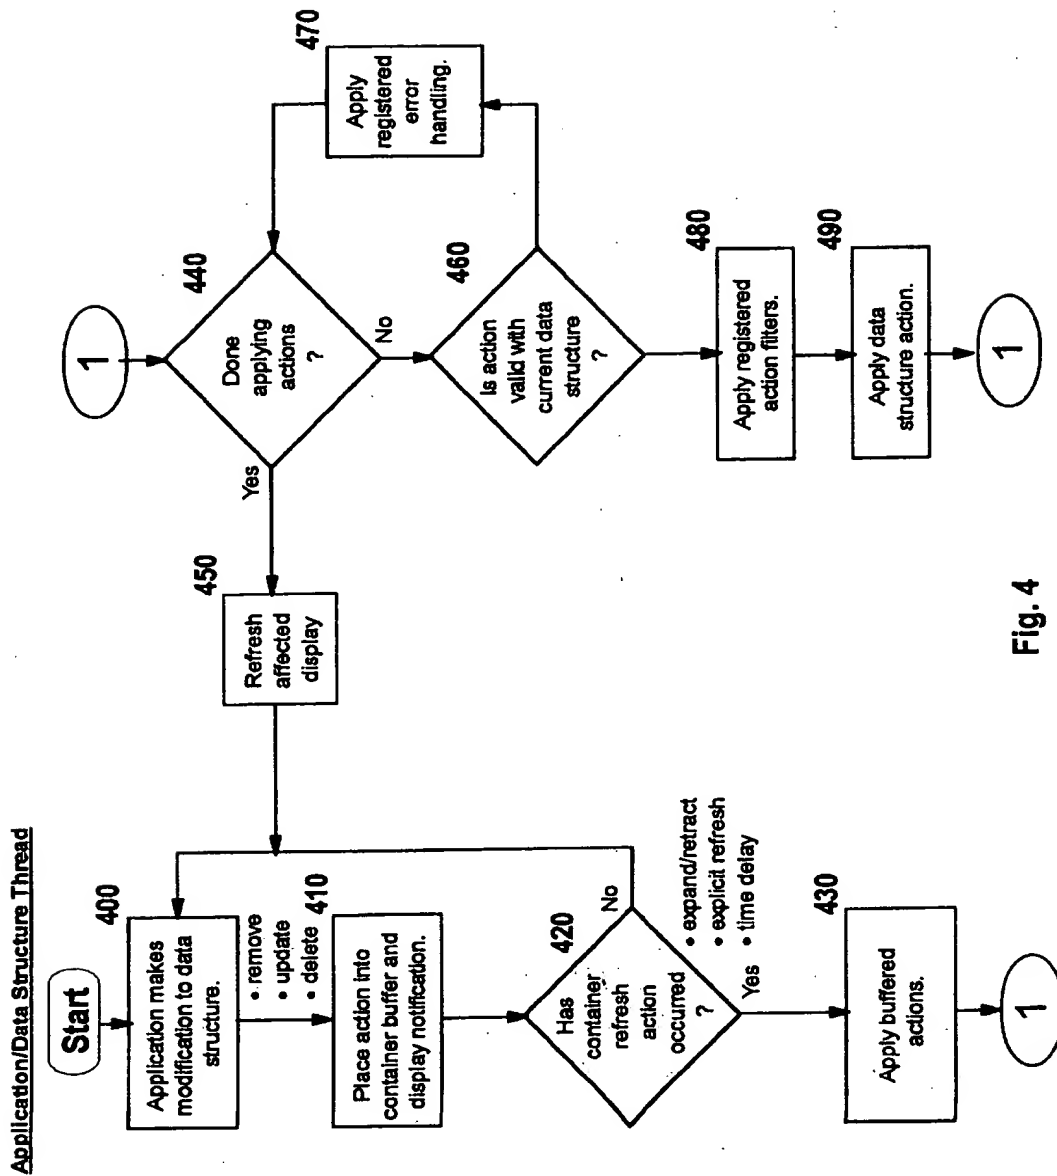 Application/Data Structure Thread
Start
400
Application makes
modification to data
structure.
• remove
• update
• delete
410
Place action into
container buffer and
display notification.
420
Has
container
refresh
action
occurred
?
No
Yes
• expand/retract
• explicit refresh
• time delay
430
Apply buffered
actions.
1
1
440
Done
applying
actions
?
Yes
No
450
Refresh
affected
display
460
Is action
valid with
current data
structure
?
470
Apply
registered
error
handling.
480
Apply registered
action filters.
490
Apply data
structure action.
1
Fig. 4